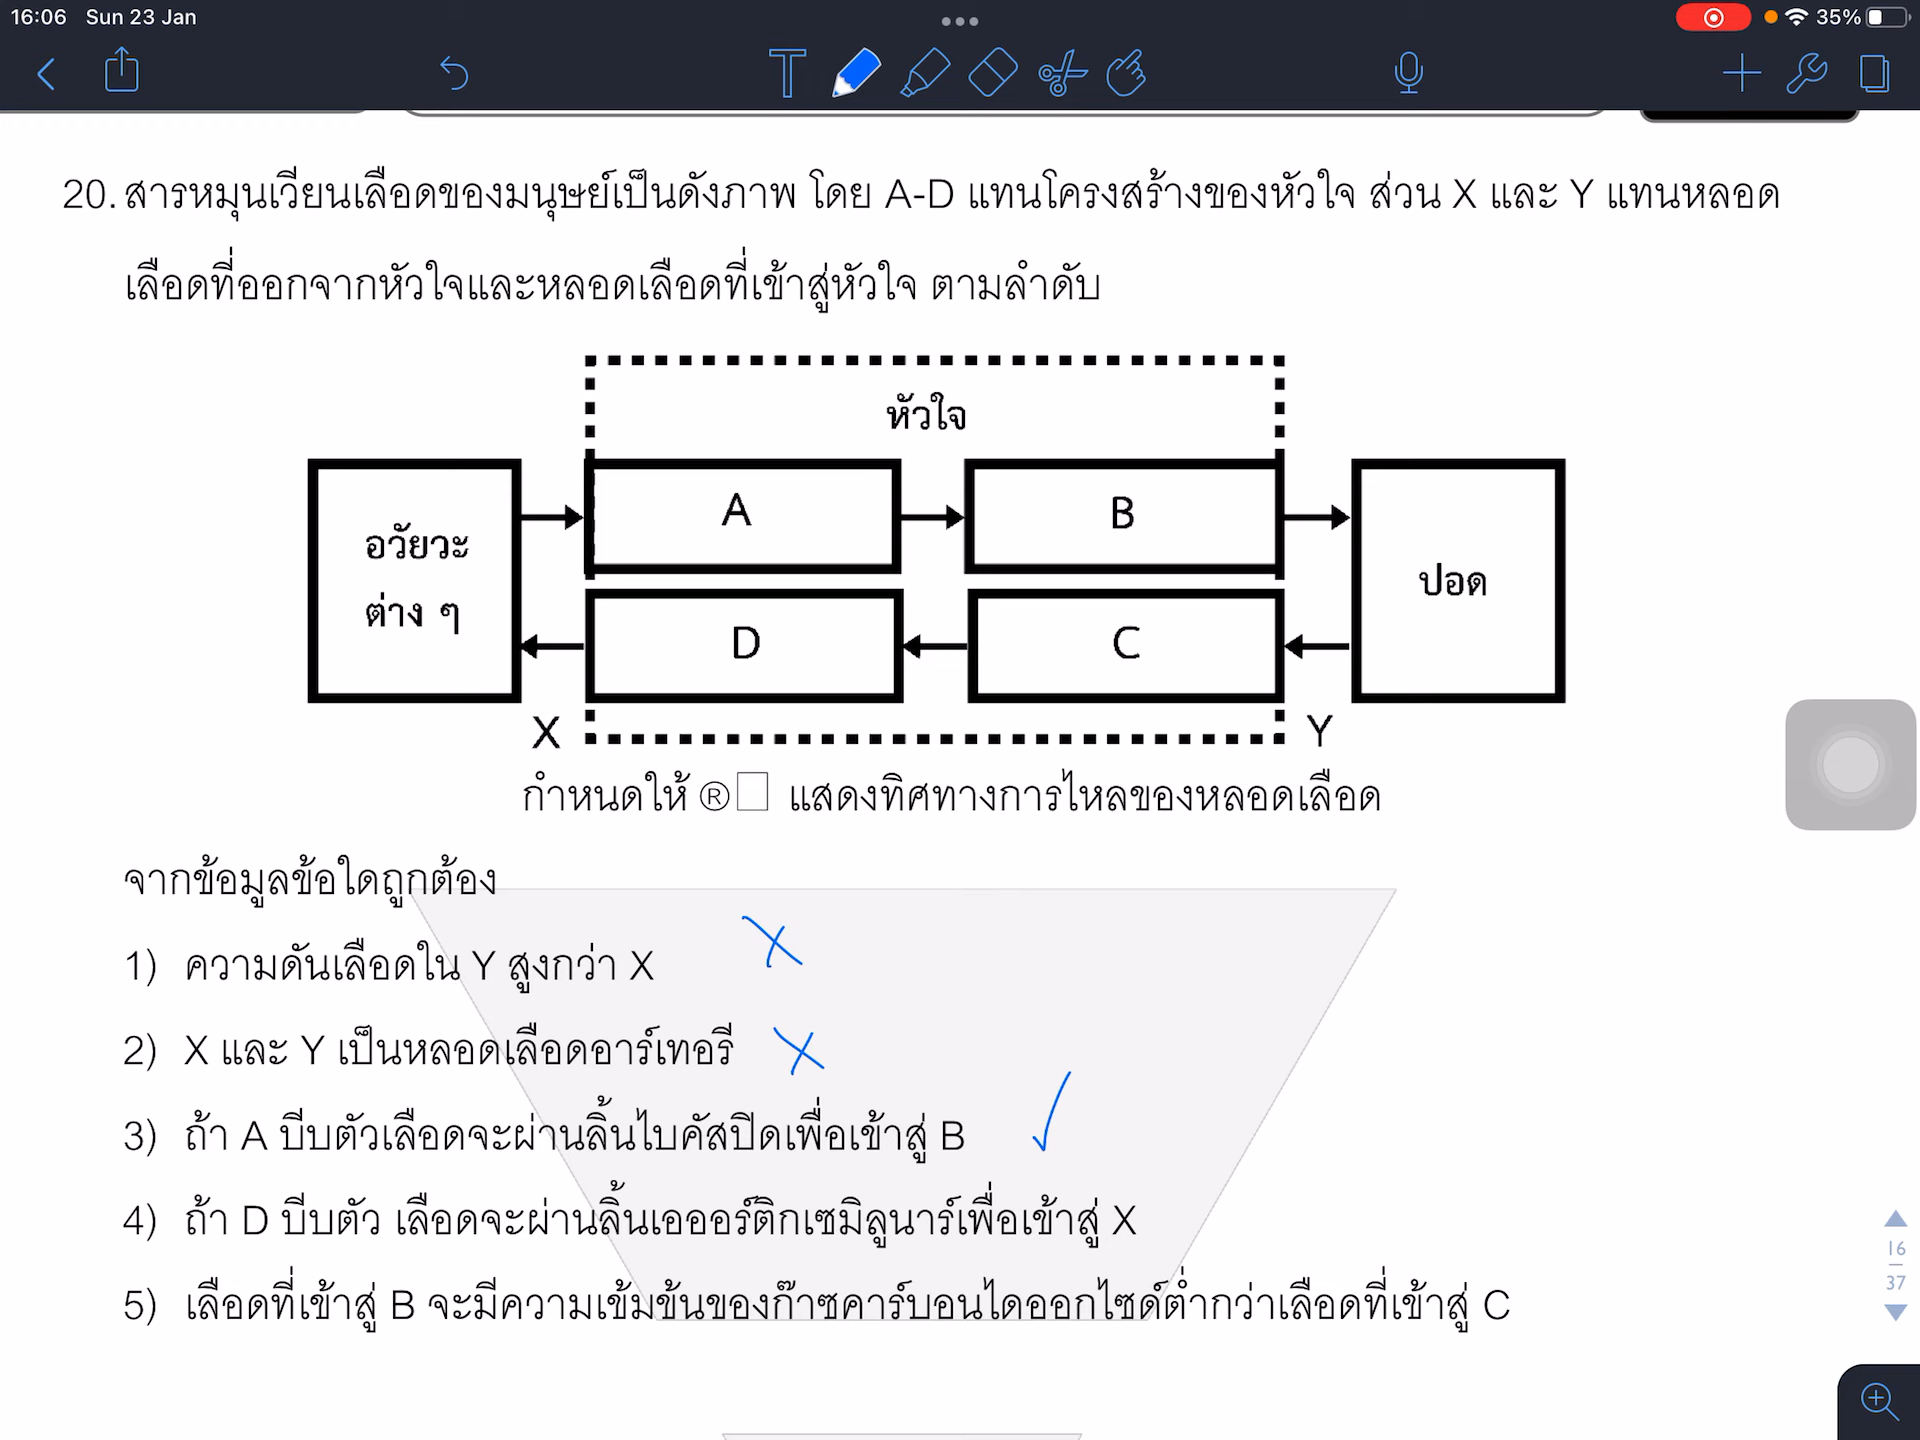 16:06 Sun 23 Jan
35%
20. สารหมุนเวียนเลือดของมนุษย์เป็นดังภาพ โดย A-D แทนโครงสร้างของหัวใจ ส่วน X และ Y แทนหลอด
เลือดที่ออกจากหัวใจและหลอดเลือดที่เข้าสู่หัวใจ ตามลำดับ
หัวใจ
A
B
อวัยวะ
ต่าง ๆ
ปอด
D
C
X
Y
กำหนดให้ ®□ แสดงทิศทางการไหลของหลอดเลือด
จากข้อมูลข้อใดถูกต้อง
1) ความดันเลือดใน Y สูงกว่า X
2) X และ Y เป็นหลอดเลือดอาร์เทอรี
3) ถ้า A บีบตัวเลือดจะผ่านลิ้นไบคัสปิดเพื่อเข้าสู่ B
4) ถ้า D บีบตัว เลือดจะผ่านลิ้นเอออร์ติกเซมิลูนาร์เพื่อเข้าสู่ X
5) เลือดที่เข้าสู่ B จะมีความเข้มข้นของก๊าซคาร์บอนไดออกไซด์ต่ำกว่าเลือดที่เข้าสู่ C
16
37